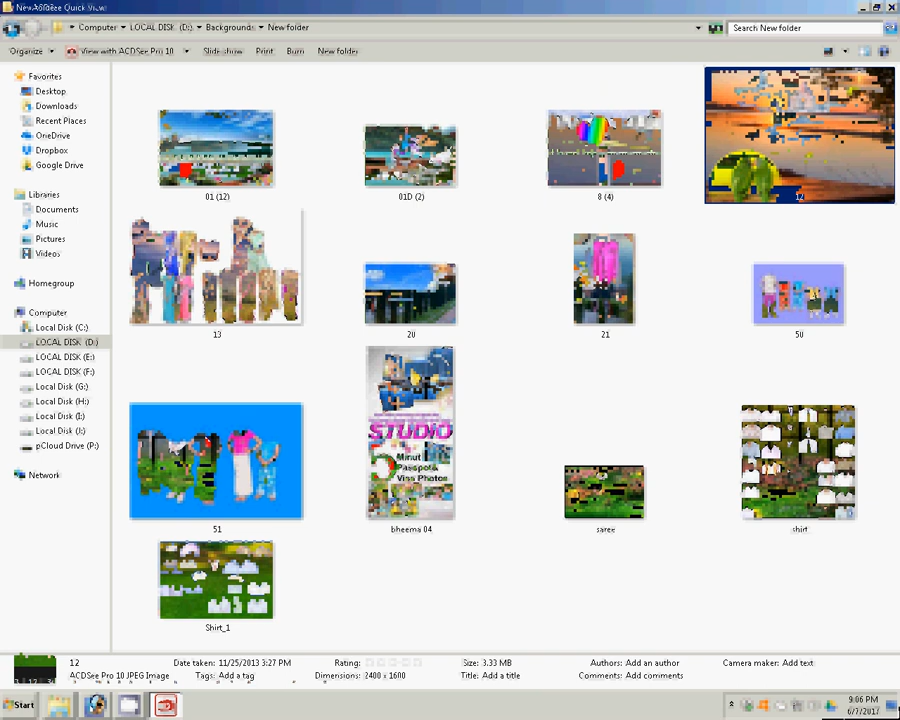 New ACDSee Quick View
Computer ▸ LOCAL DISK (D:) ▸ Backgrounds ▸ New folder
Search New folder
Organize View with ACDSee Pro 10 Slide show Print Burn New folder
Favorites
Desktop
Downloads
Recent Places
OneDrive
Dropbox
Google Drive
Libraries
Documents
Music
Pictures
Videos
Homegroup
Computer
Local Disk (C:)
LOCAL DISK (D:)
LOCAL DISK (E:)
LOCAL DISK (F:)
Local Disk (G:)
Local Disk (H:)
Local Disk (I:)
Local Disk (J:)
pCloud Drive (P:)
Network
01 (12) 01D (2) 8 (4) 12
13 20 21 50
STUDIO
Minut
Passpota
Visa Photos
51 bheema 04 saree shirt
Shirt_1
12 Date taken: 11/25/2013 3:27 PM Rating: Size: 3.33 MB Authors: Add an author Camera maker: Add text
ACDSee Pro 10 JPEG Image Tags: Add a tag Dimensions: 2400 x 1600 Title: Add a title Comments: Add comments
Start
9:06 PM
6/7/2017